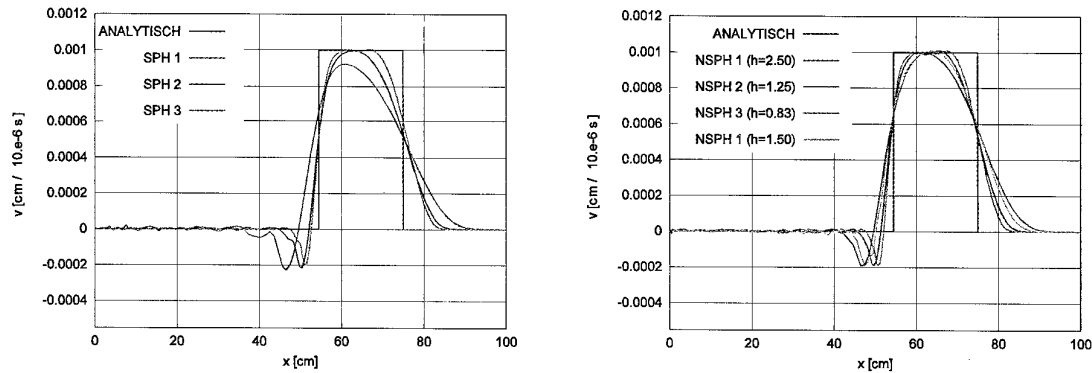 0.0012
0.001
0.0008
0.0006
0.0004
0.0002
0
-0.0002
-0.0004
v [cm / 10.e-6 s]
ANALYTISCH
SPH 1
SPH 2
SPH 3
0 20 40 60 80 100
x [cm]
0.0012
0.001
0.0008
0.0006
0.0004
0.0002
0
-0.0002
-0.0004
v [cm / 10.e-6 s]
ANALYTISCH
NSPH 1 (h=2.50)
NSPH 2 (h=1.25)
NSPH 3 (h=0.83)
NSPH 1 (h=1.50)
0 20 40 60 80 100
x [cm]